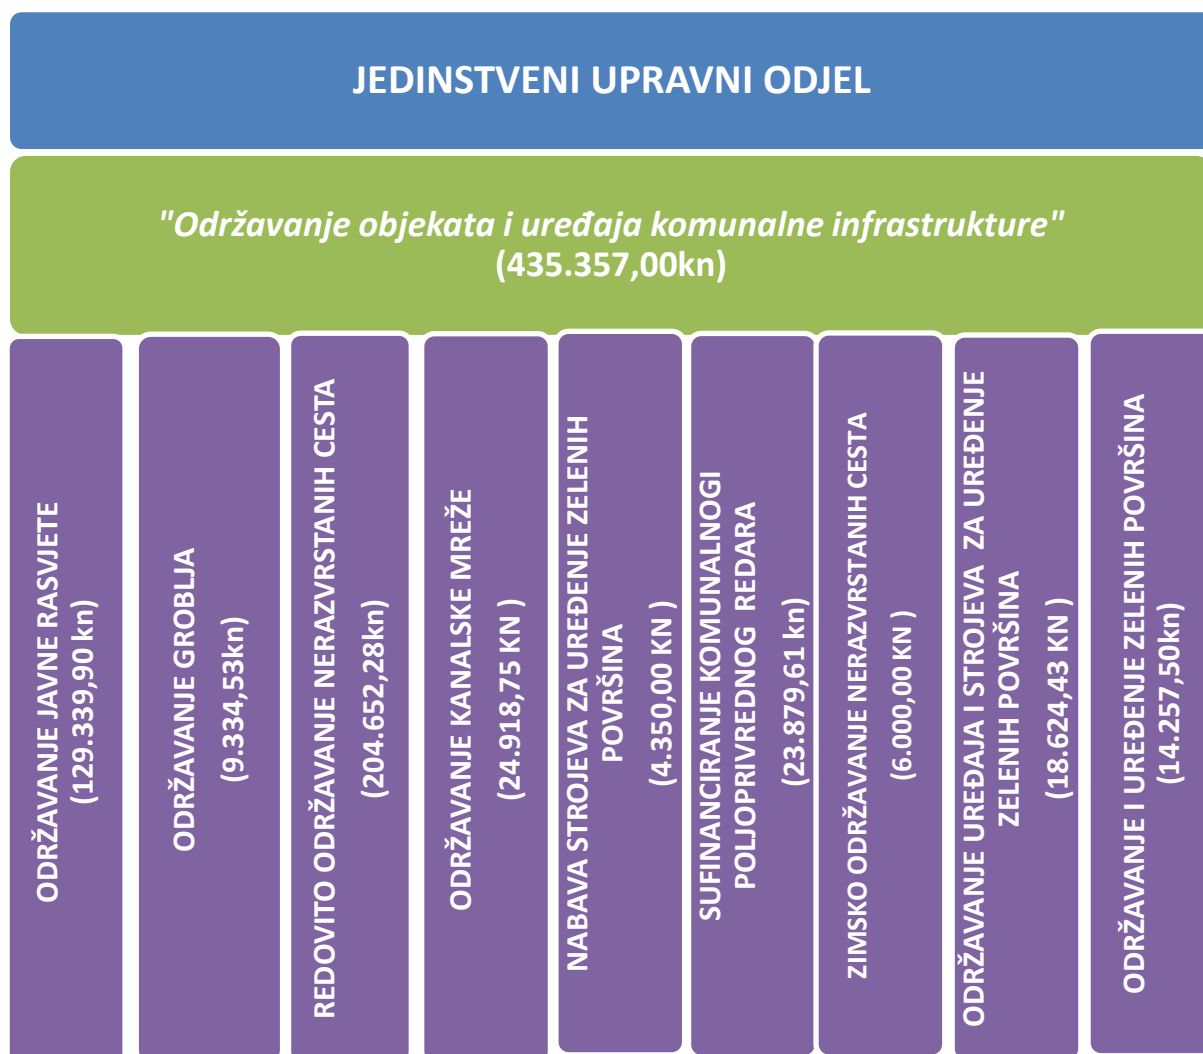 JEDINSTVENI UPRAVNI ODJEL
"Održavanje objekata i uređaja komunalne infrastrukture"
(435.357,00kn)
ODRŽAVANJE JAVNE RASVJETE
(129.339,90 kn)
ODRŽAVANJE GROBLJA
(9.334,53kn)
REDOVITO ODRŽAVANJE NERAZVRSTANIH CESTA
(204.652,28kn)
ODRŽAVANJE KANALSKE MREŽE
(24.918,75 KN )
NABAVA STROJEVA ZA UREĐENJE ZELENIH
POVRŠINA
(4.350,00 KN )
SUFINANCIRANJE KOMUNALNOGI
POLJOPRIVREDNOG REDARA
(23.879,61 kn)
ZIMSKO ODRŽAVANJE NERAZVRSTANIH CESTA
(6.000,00 KN )
ODRŽAVANJE UREĐAJA I STROJEVA ZA UREĐENJE
ZELENIH POVRŠINA
(18.624,43 KN )
ODRŽAVANJE I UREĐENJE ZELENIH POVRŠINA
(14.257,50kn)